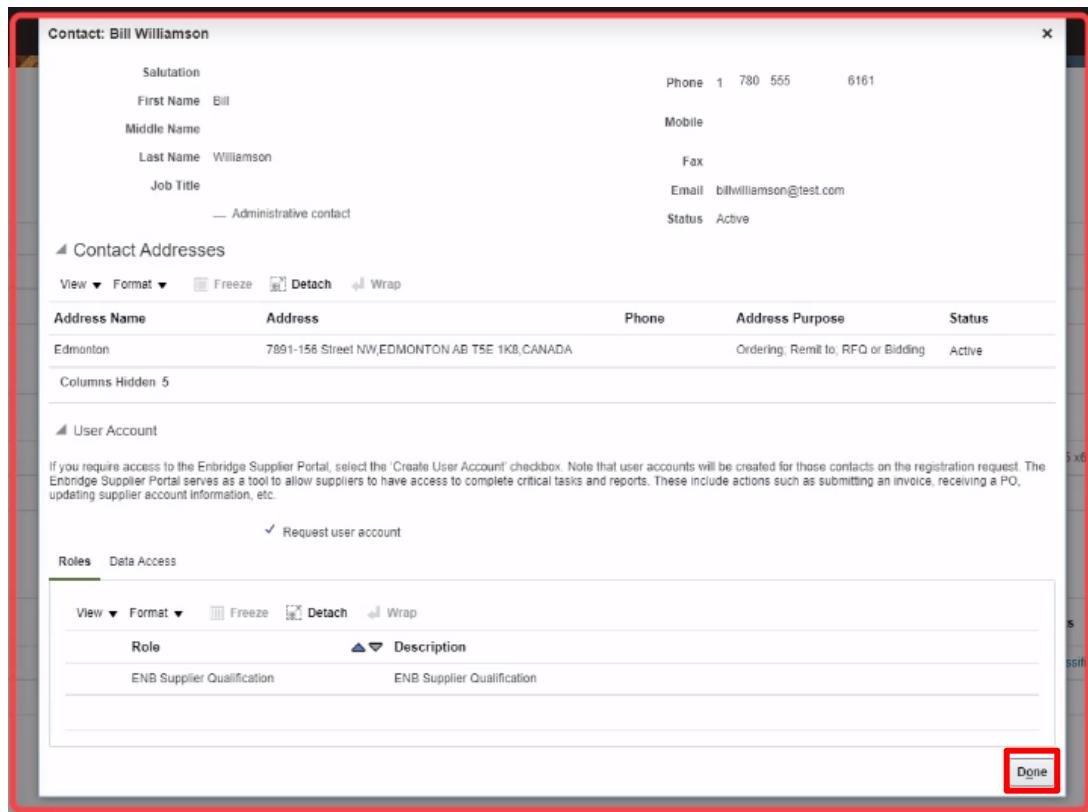 Contact: Bill Williamson
Salutation
First Name Bill
Middle Name
Last Name Williamson
Job Title
Administrative contact
Phone 1 780 555 6161
Mobile
Fax
Email billwilliamson@test.com
Status Active
Contact Addresses
View Format Freeze Detach Wrap
Address Name Address Phone Address Purpose Status
Edmonton 7891-156 Street NW,EDMONTON AB T5E 1K8,CANADA Ordering; Remit to; RFQ or Bidding Active
Columns Hidden 5
User Account
If you require access to the Enbridge Supplier Portal, select the 'Create User Account' checkbox. Note that user accounts will be created for those contacts on the registration request. The
Enbridge Supplier Portal serves as a tool to allow suppliers to have access to complete critical tasks and reports. These include actions such as submitting an invoice, receiving a PO,
updating supplier account information, etc.
Request user account
Roles Data Access
View Format Freeze Detach Wrap
Role Description
ENB Supplier Qualification ENB Supplier Qualification
Done